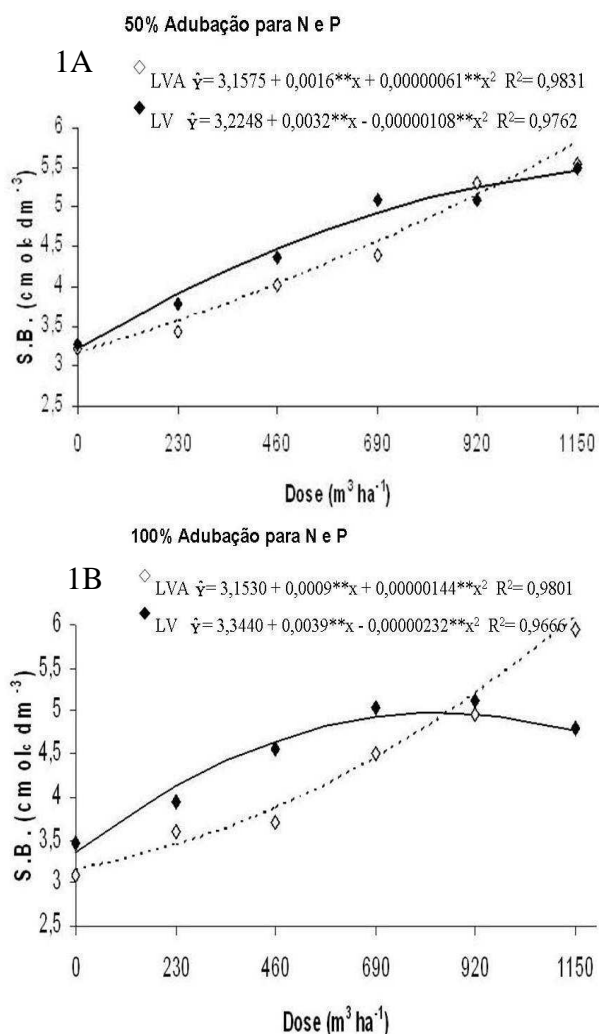 50% Adubação para N e P
1A
LVA Ŷ= 3,1575 + 0,0016**x + 0,00000061**x² R²= 0,9831
LV Ŷ= 3,2248 + 0,0032**x - 0,00000108**x² R²= 0,9762
S.B. (cmolc dm⁻³)
6
5,5
5
4,5
4
3,5
3
2,5
0 230 460 690 920 1150
Dose (m³ ha⁻¹)
100% Adubação para N e P
1B
LVA Ŷ= 3,1530 + 0,0009**x + 0,00000144**x² R²= 0,9801
LV Ŷ= 3,3440 + 0,0039**x - 0,00000232**x² R²= 0,9666
S.B. (cmolc dm⁻³)
6
5,5
5
4,5
4
3,5
3
2,5
0 230 460 690 920 1150
Dose (m³ ha⁻¹)